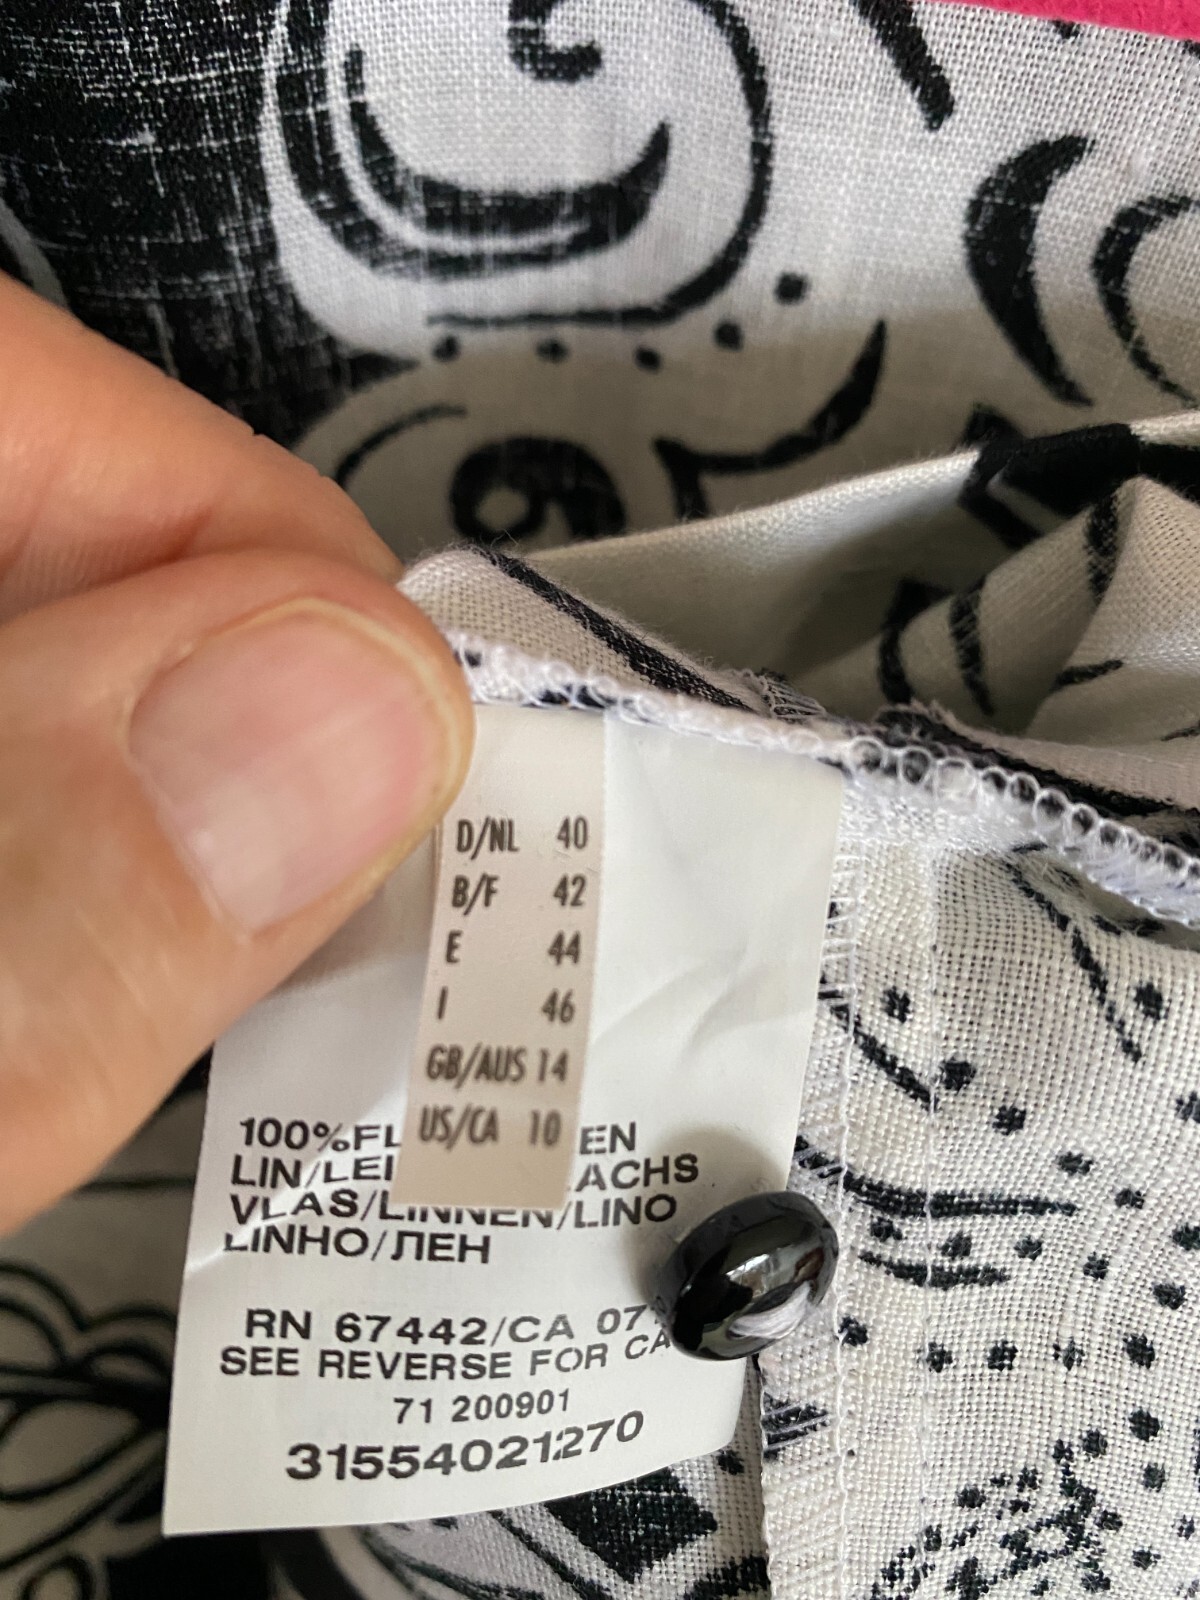 D/NL 40
B/F 42
E 44
I 46
GB/AUS 14
US/CA 10
100%FL EN
LIN/LEI ACHS
VLAS/LINNEN/LINO
LINHO/ЛЕН
RN 67442/CA 07
SEE REVERSE FOR CA
71 200901
31554021270